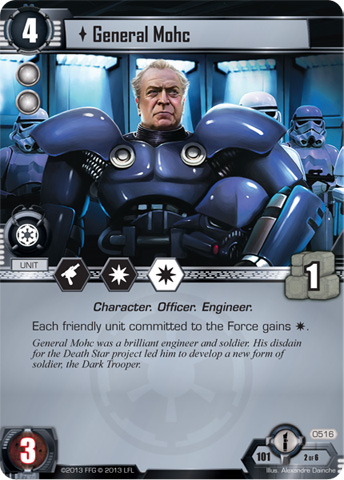 4
General Mohc
UNIT
1
Character. Officer. Engineer.
Each friendly unit committed to the Force gains .
General Mohc was a brilliant engineer and soldier. His disdain
for the Death Star project led him to develop a new form of
soldier, the Dark Trooper.
0516
3
101
2 of 6
©2013 FFG © 2013 LFL
Illus. Alexandre Dainche